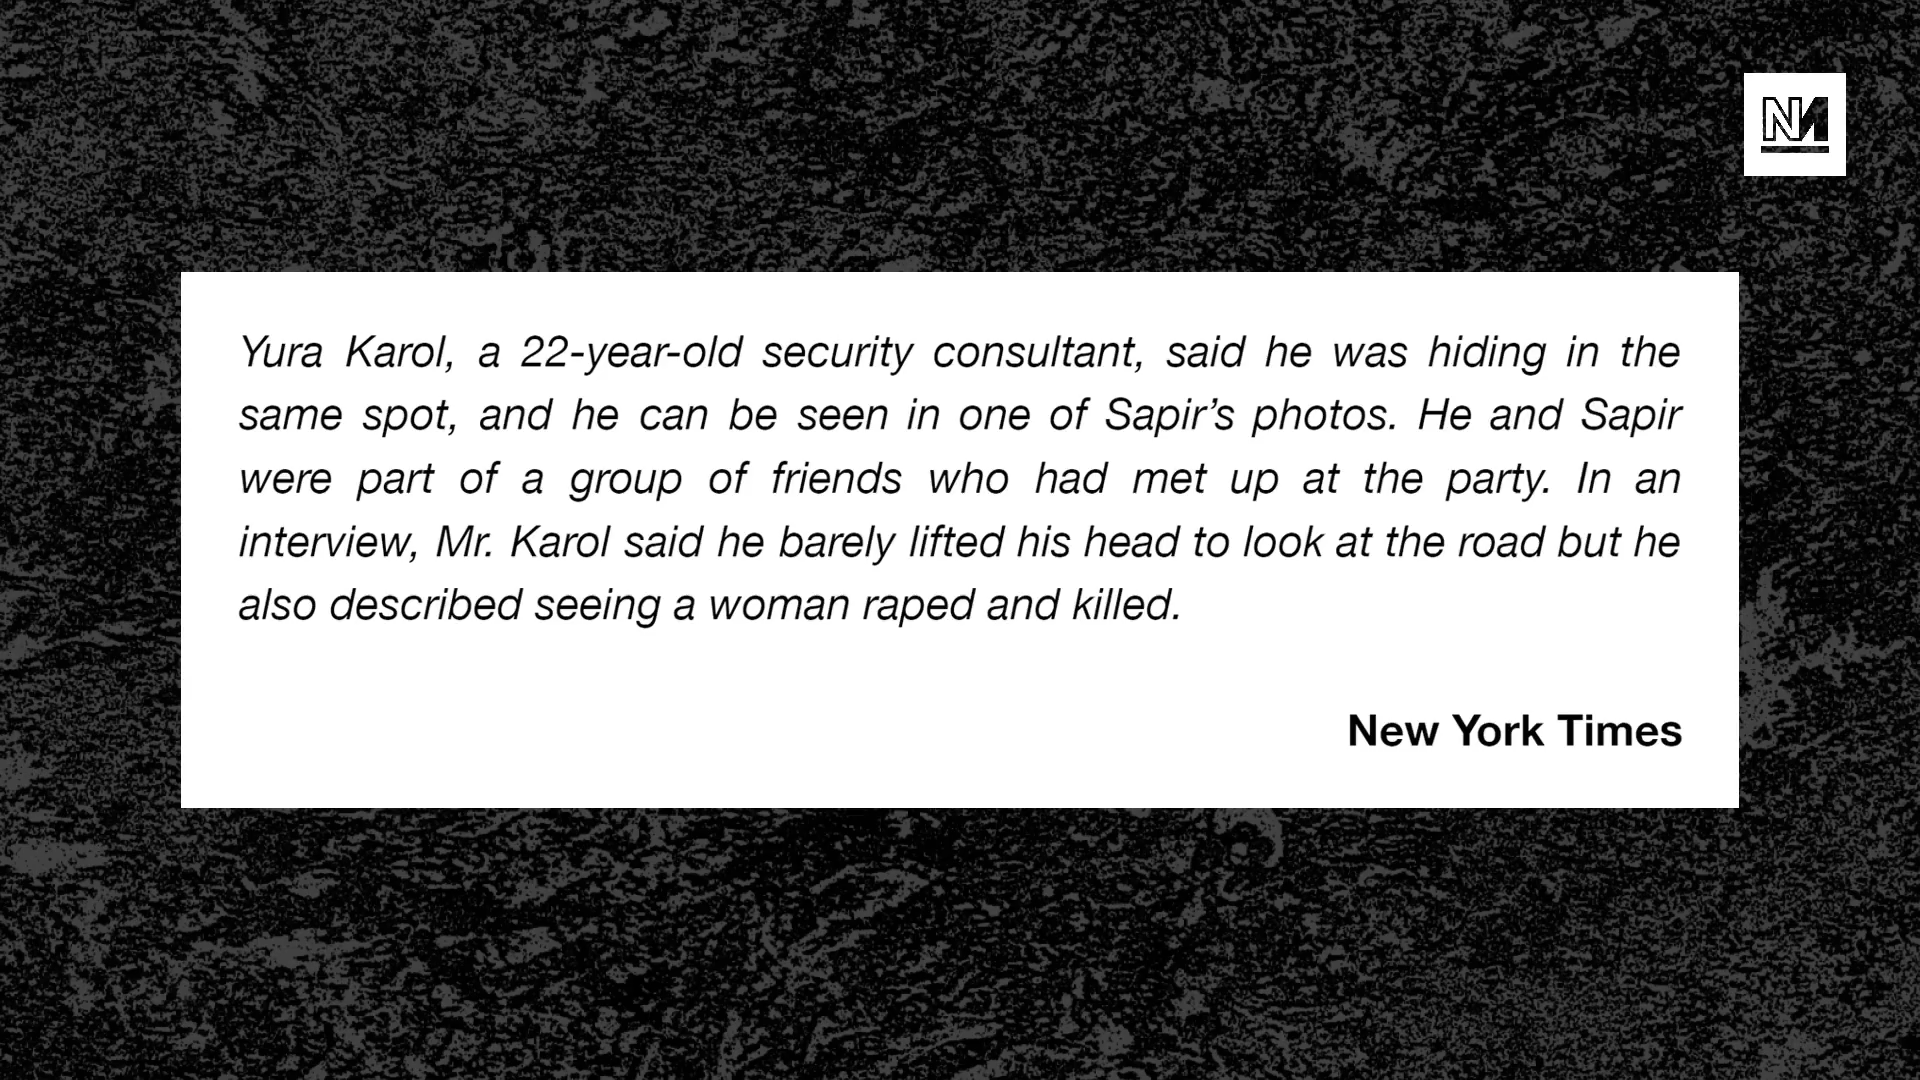 NM
Yura Karol, a 22-year-old security consultant, said he was hiding in the
same spot, and he can be seen in one of Sapir’s photos. He and Sapir
were part of a group of friends who had met up at the party. In an
interview, Mr. Karol said he barely lifted his head to look at the road but he
also described seeing a woman raped and killed.
New York Times